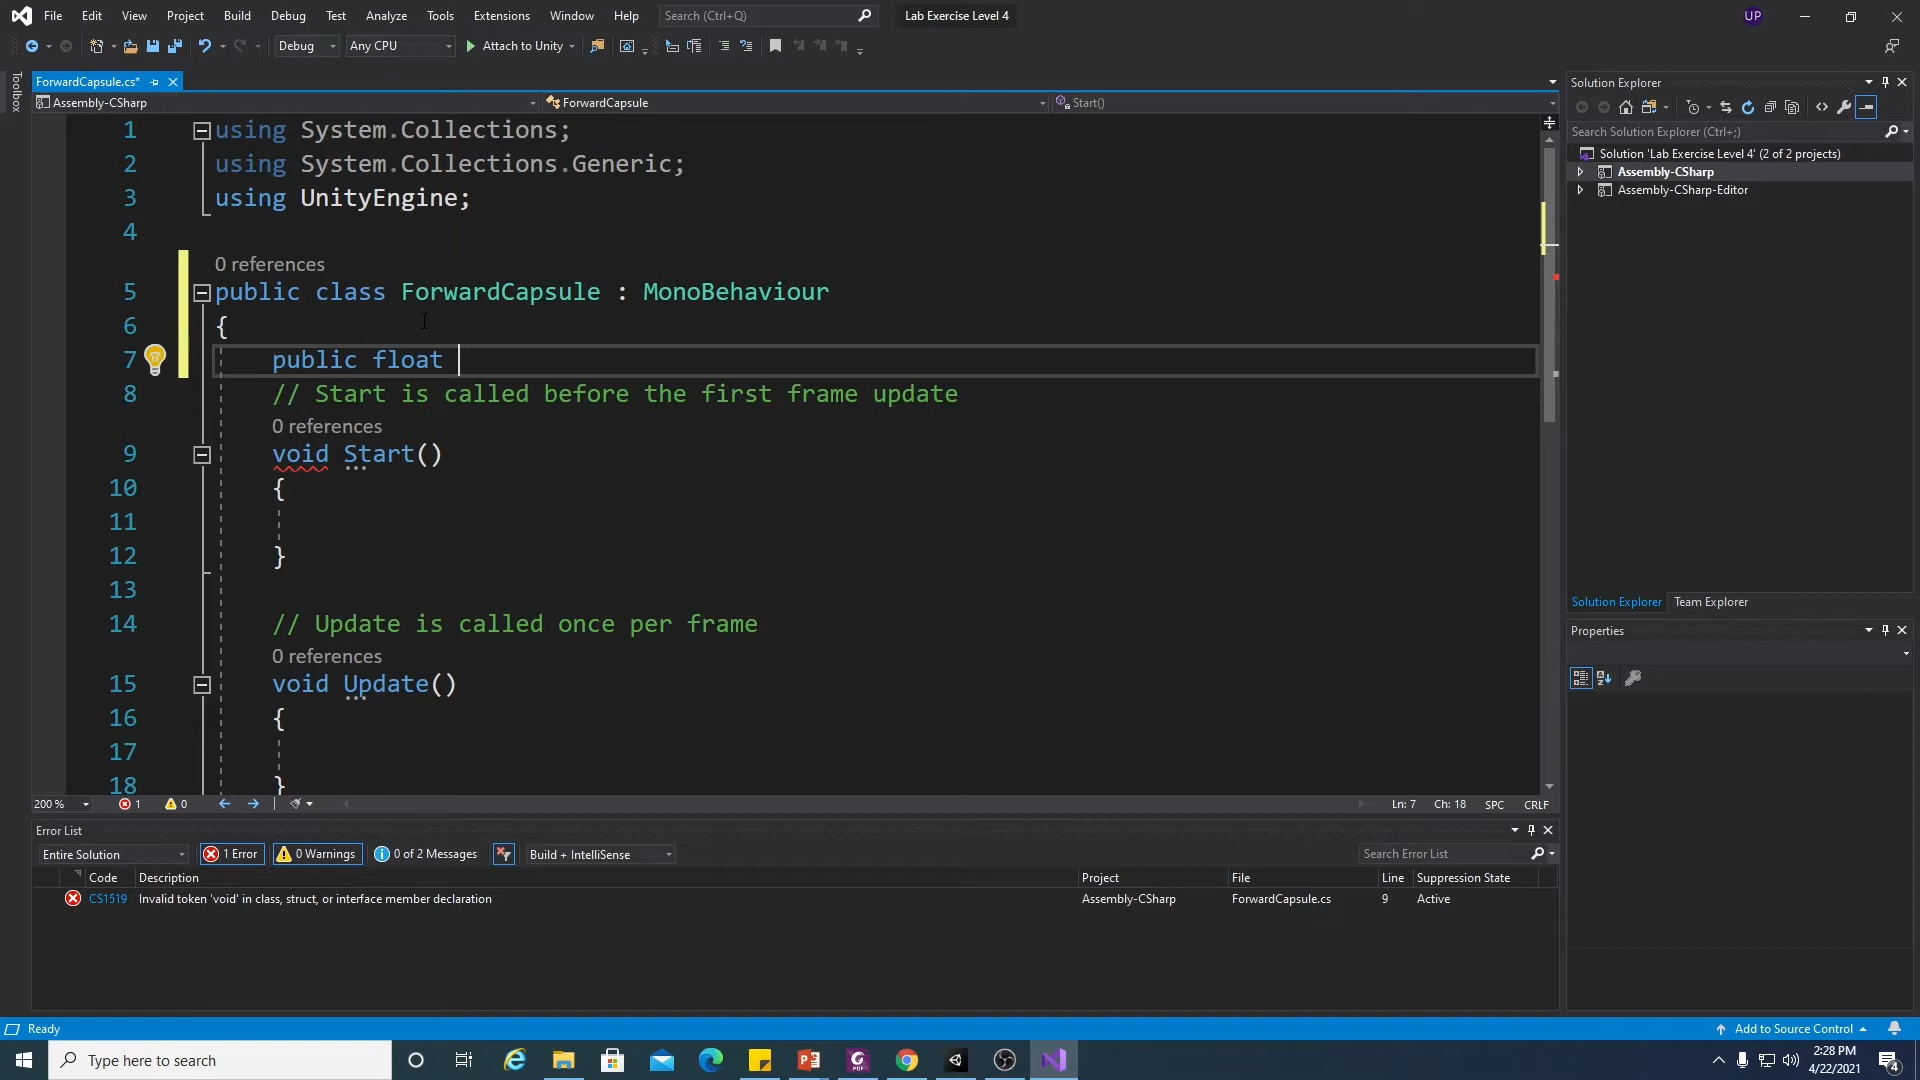 File Edit View Project Build Debug Test Analyze Tools Extensions Window Help Search (Ctrl+Q) Lab Exercise Level 4 UP
Debug Any CPU Attach to Unity
Toolbox
ForwardCapsule.cs*
Assembly-CSharp ForwardCapsule Start()
1 using System.Collections;
2 using System.Collections.Generic;
3 using UnityEngine;
4
0 references
5 public class ForwardCapsule : MonoBehaviour
6 {
7 public float
8 // Start is called before the first frame update
0 references
9 void Start()
10 {
11
12 }
13
14 // Update is called once per frame
0 references
15 void Update()
16 {
17
18 }
200 % 1 0 Ln: 7 Ch: 18 SPC CRLF
Error List
Entire Solution 1 Error 0 Warnings 0 of 2 Messages Build + IntelliSense Search Error List
Code Description Project File Line Suppression State
CS1519 Invalid token 'void' in class, struct, or interface member declaration Assembly-CSharp ForwardCapsule.cs 9 Active
Solution Explorer
Search Solution Explorer (Ctrl+;)
Solution 'Lab Exercise Level 4' (2 of 2 projects)
Assembly-CSharp
Assembly-CSharp-Editor
Solution Explorer Team Explorer
Properties
Ready Add to Source Control
Type here to search
2:28 PM
4/22/2021
4